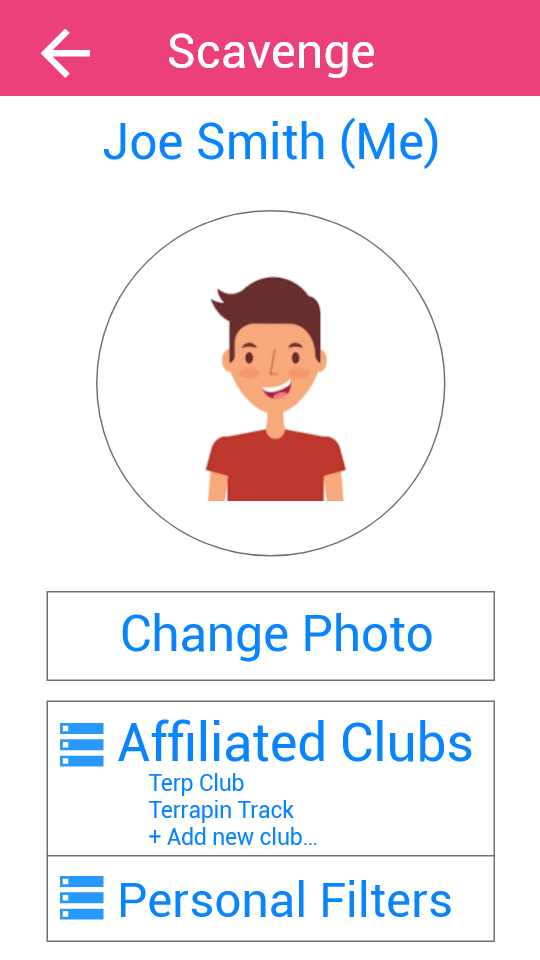 Scavenge
Joe Smith (Me)
Change Photo
Affiliated Clubs
Terp Club
Terrapin Track
+ Add new club...
Personal Filters